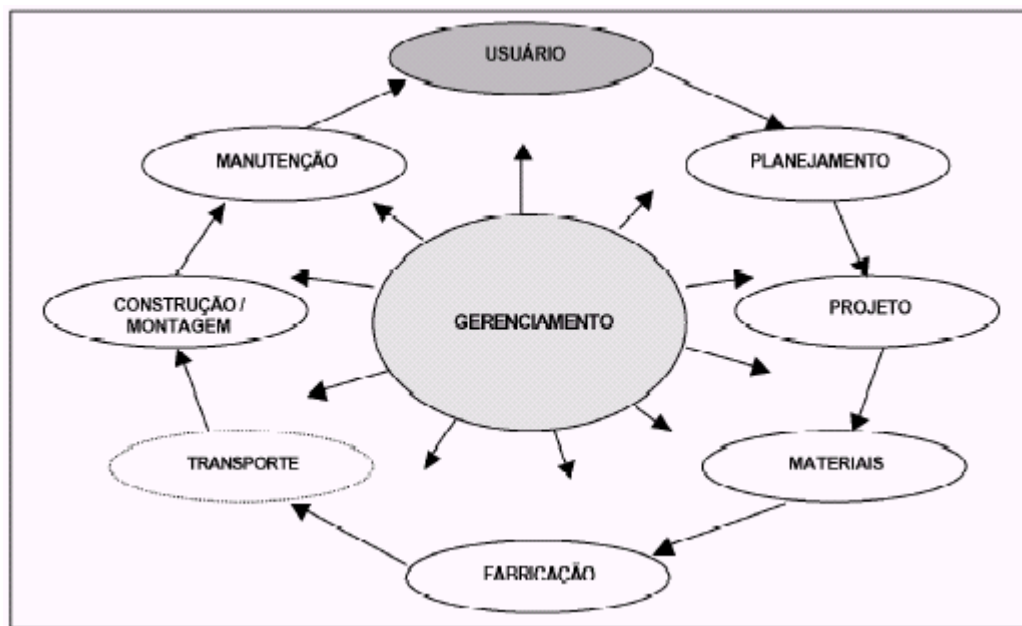 USUÁRIO
MANUTENÇÃO
PLANEJAMENTO
CONSTRUÇÃO /
MONTAGEM
GERENCIAMENTO
PROJETO
TRANSPORTE
MATERIAIS
FABRICAÇÃO